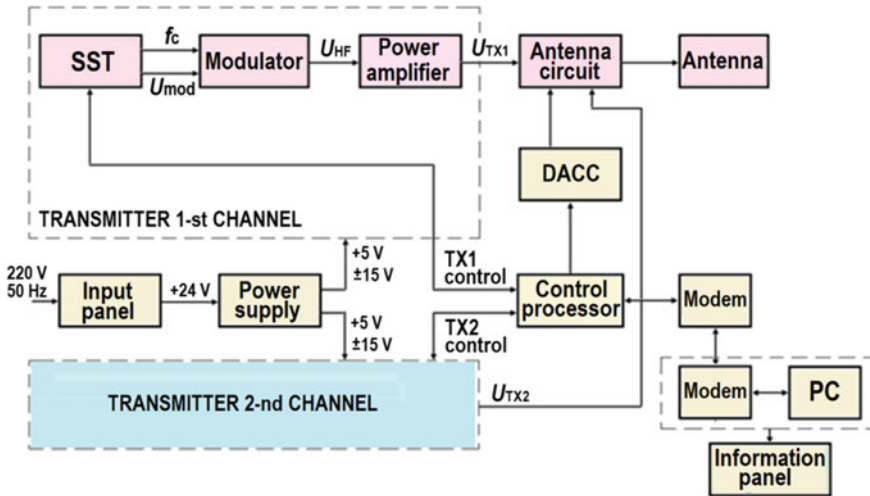 SST
fc
Umod
Modulator
UHF
Power
amplifier
UTX1
Antenna
circuit
Antenna
DACC
TRANSMITTER 1-st CHANNEL
220 V
50 Hz
Input
panel
+24 V
Power
supply
+5 V
±15 V
+5 V
±15 V
TX1
control
TX2
control
Control
processor
Modem
TRANSMITTER 2-nd CHANNEL
UTX2
Modem
PC
Information
panel